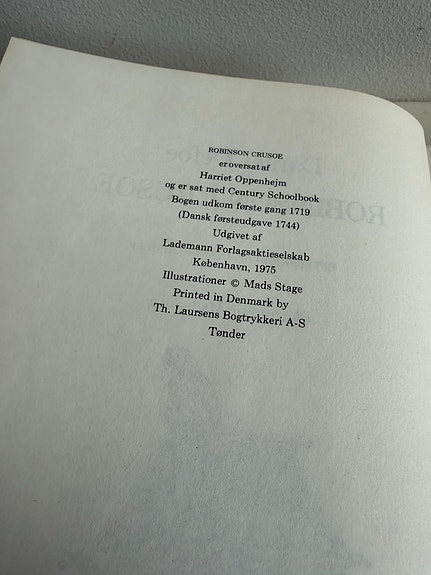 ROBINSON CRUSOE
er oversat af
Harriet Oppenhejm
og er sat med Century Schoolbook
Bogen udkom første gang 1719
(Dansk førsteudgave 1744)
Udgivet af
Lademann Forlagsaktieselskab
København, 1975
Illustrationer © Mads Stage
Printed in Denmark by
Th. Laursens Bogtrykkeri A-S
Tønder